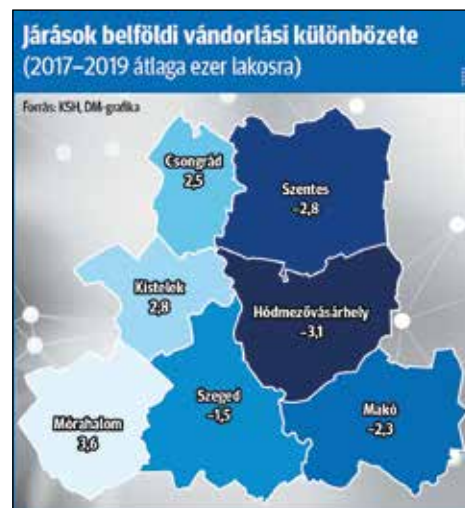 Járások belföldi vándorlási különbözete
(2017–2019 átlaga ezer lakosra)
Forrás: KSH, DM-grafika
Csongrád
2,5
Szentes
-2,8
Kistelek
2,8
Hódmezővásárhely
-3,1
Szeged
-1,5
Mórahalom
3,6
Makó
-2,3